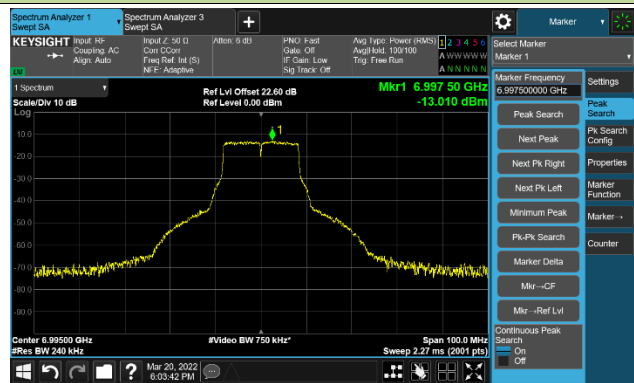 Spectrum Analyzer 1
Swept SA
Spectrum Analyzer 3
Swept SA
Marker
KEYSIGHT
Input: RF
Coupling: AC
Align: Auto
Input Z: 50 Ω
Corr CCorr
Freq Ref: Int (S)
NFE: Adaptive
Atten: 6 dB
PNO: Fast
Gate: Off
IF Gain: Low
Sig Track: Off
Avg Type: Power (RMS)
Avg|Hold: 100/100
Trig: Free Run
1 2 3 4 5 6
A W W W W W
A N N N N N
Select Marker
Marker 1
1 Spectrum
Scale/Div 10 dB
Log
Ref Lvl Offset 22.60 dB
Ref Level 0.00 dBm
Mkr1 6.997 50 GHz
-13.010 dBm
1
-10.0
-20.0
-30.0
-40.0
-50.0
-60.0
-70.0
-80.0
-90.0
Center 6.99500 GHz
#Res BW 240 kHz
#Video BW 750 kHz*
Span 100.0 MHz
Sweep 2.27 ms (2001 pts)
Marker Frequency
6.997500000 GHz
Peak Search
Next Peak
Next Pk Right
Next Pk Left
Minimum Peak
Pk-Pk Search
Marker Delta
Mkr→CF
Mkr→Ref Lvl
Continuous Peak
Search
On
Off
Settings
Peak
Search
Pk Search
Config
Properties
Marker
Function
Marker→
Counter
Mar 20, 2022
6:03:42 PM